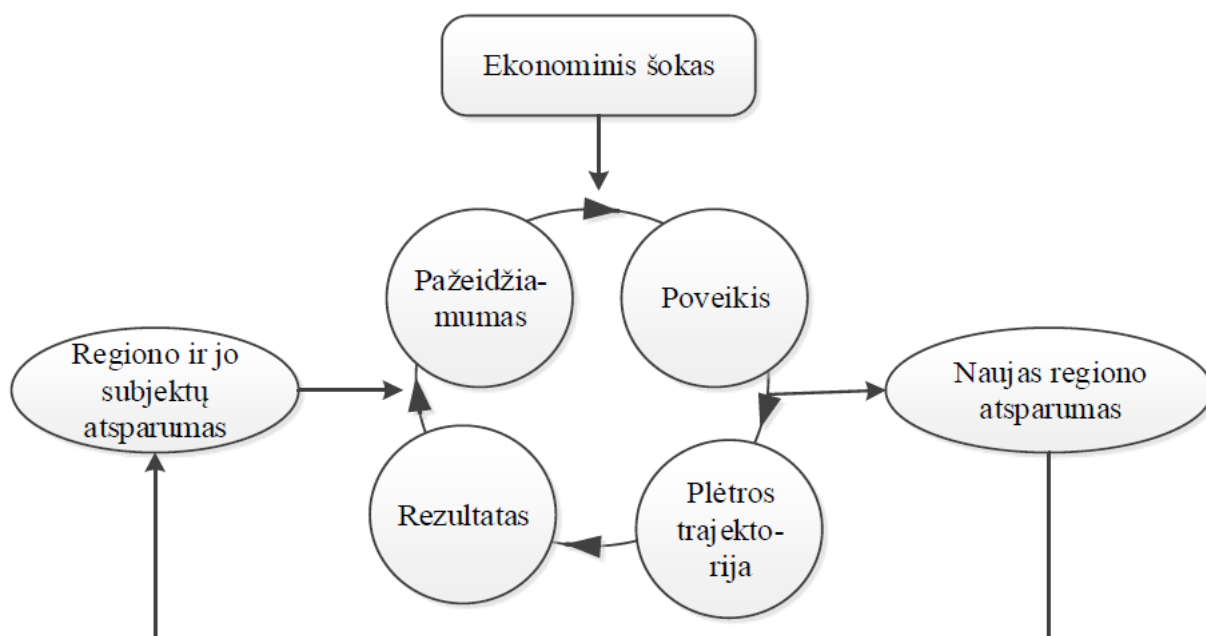 Ekonominis šokas
Pažeidžia-
mumas
Poveikis
Regiono ir jo
subjektų
atsparumas
Naujas regiono
atsparumas
Rezultatas
Plėtros
trajekto-
rija